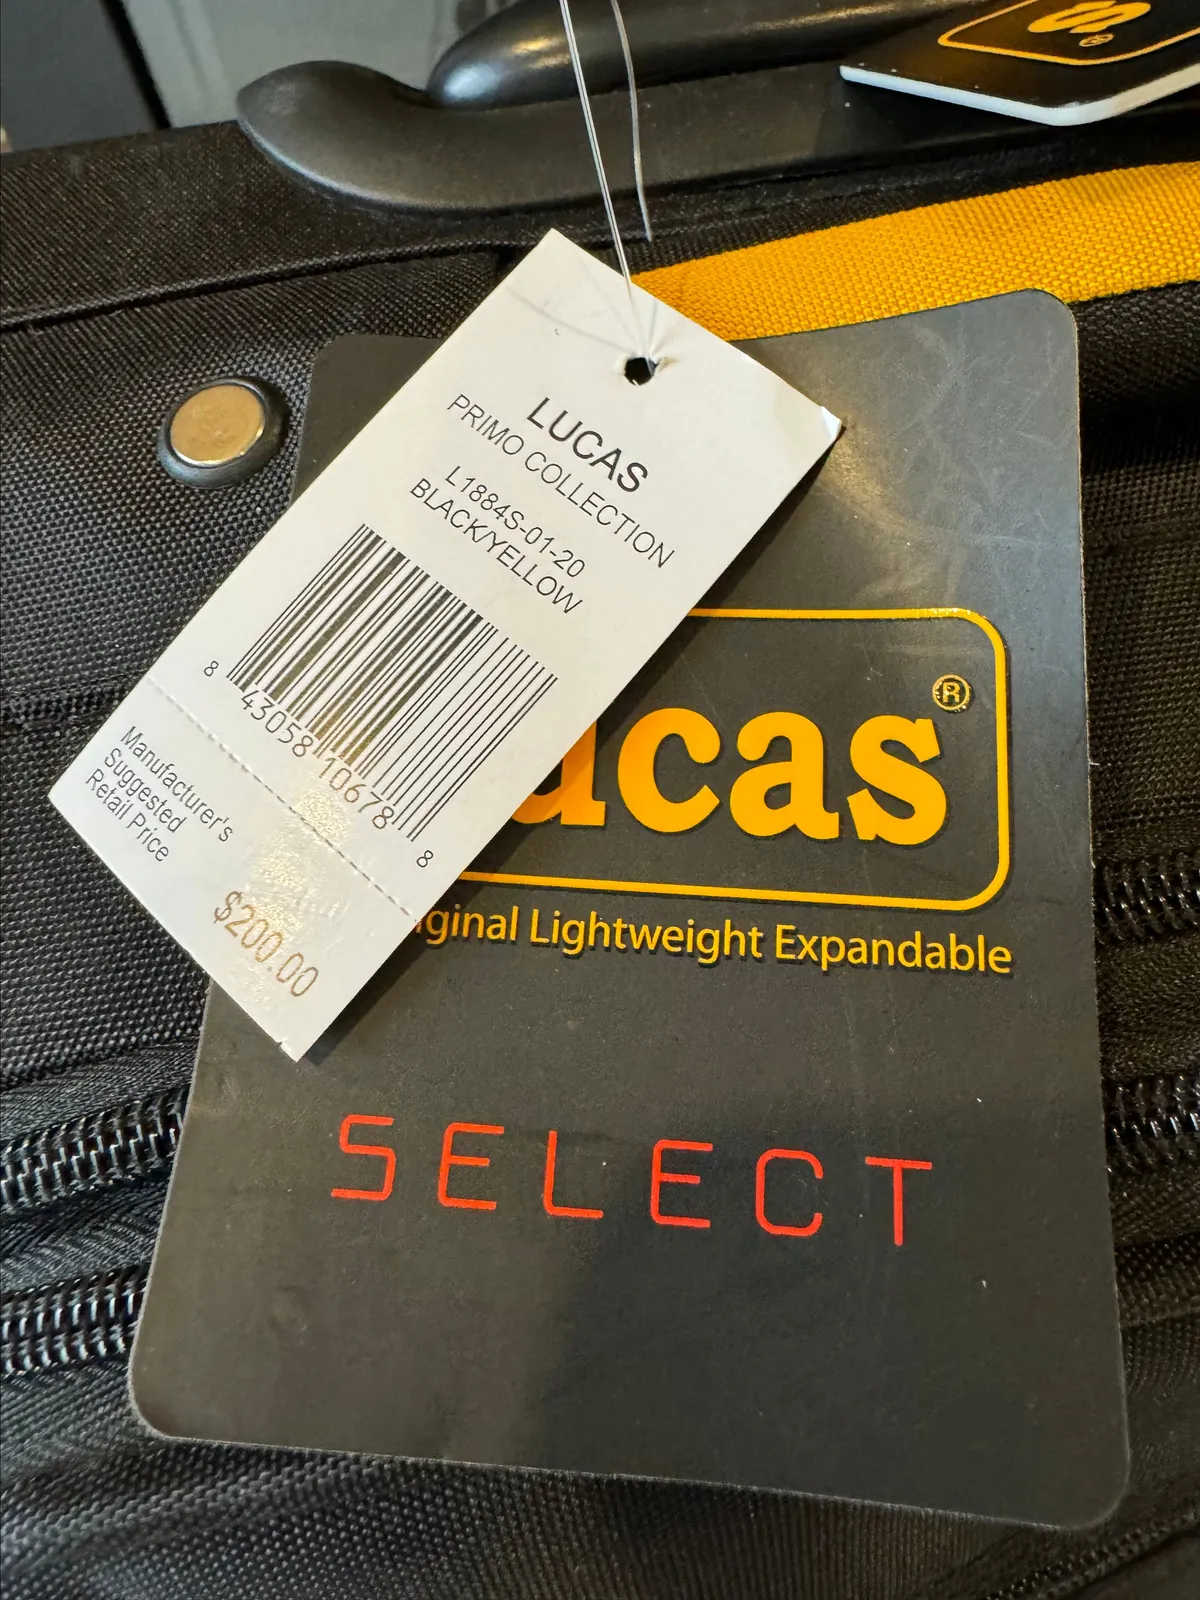 LUCAS
PRIMO COLLECTION
L1884S-01-20
BLACK/YELLOW
8 43058 10678 8
Manufacturer's
Suggested
Retail Price
$200.00
ucas®
iginal Lightweight Expandable
SELECT
s®